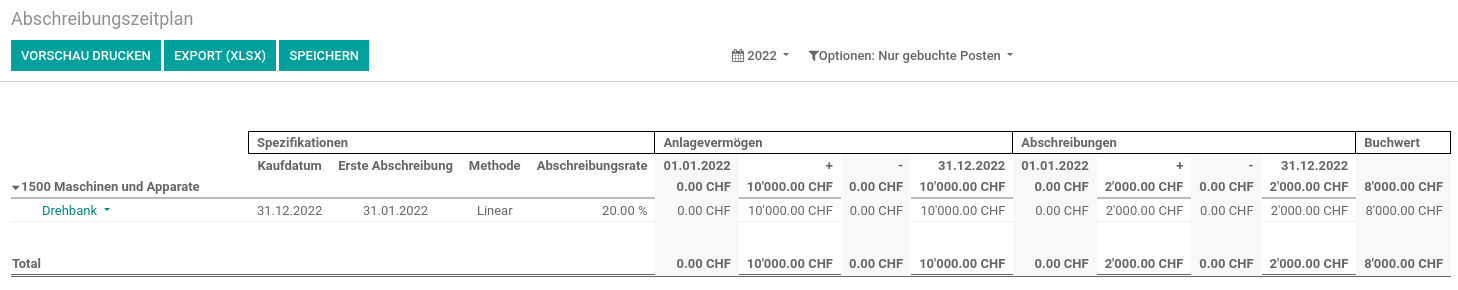 Abschreibungszeitplan
VORSCHAU DRUCKEN EXPORT (XLSX) SPEICHERN 2022 Optionen: Nur gebuchte Posten
Spezifikationen Anlagevermögen Abschreibungen Buchwert
Kaufdatum Erste Abschreibung Methode Abschreibungsrate 01.01.2022 + - 31.12.2022 01.01.2022 + - 31.12.2022
1500 Maschinen und Apparate 0.00 CHF 10'000.00 CHF 0.00 CHF 10'000.00 CHF 0.00 CHF 2'000.00 CHF 0.00 CHF 2'000.00 CHF 8'000.00 CHF
Drehbank 31.12.2022 31.01.2022 Linear 20.00 % 0.00 CHF 10'000.00 CHF 0.00 CHF 10'000.00 CHF 0.00 CHF 2'000.00 CHF 0.00 CHF 2'000.00 CHF 8'000.00 CHF
Total 0.00 CHF 10'000.00 CHF 0.00 CHF 10'000.00 CHF 0.00 CHF 2'000.00 CHF 0.00 CHF 2'000.00 CHF 8'000.00 CHF